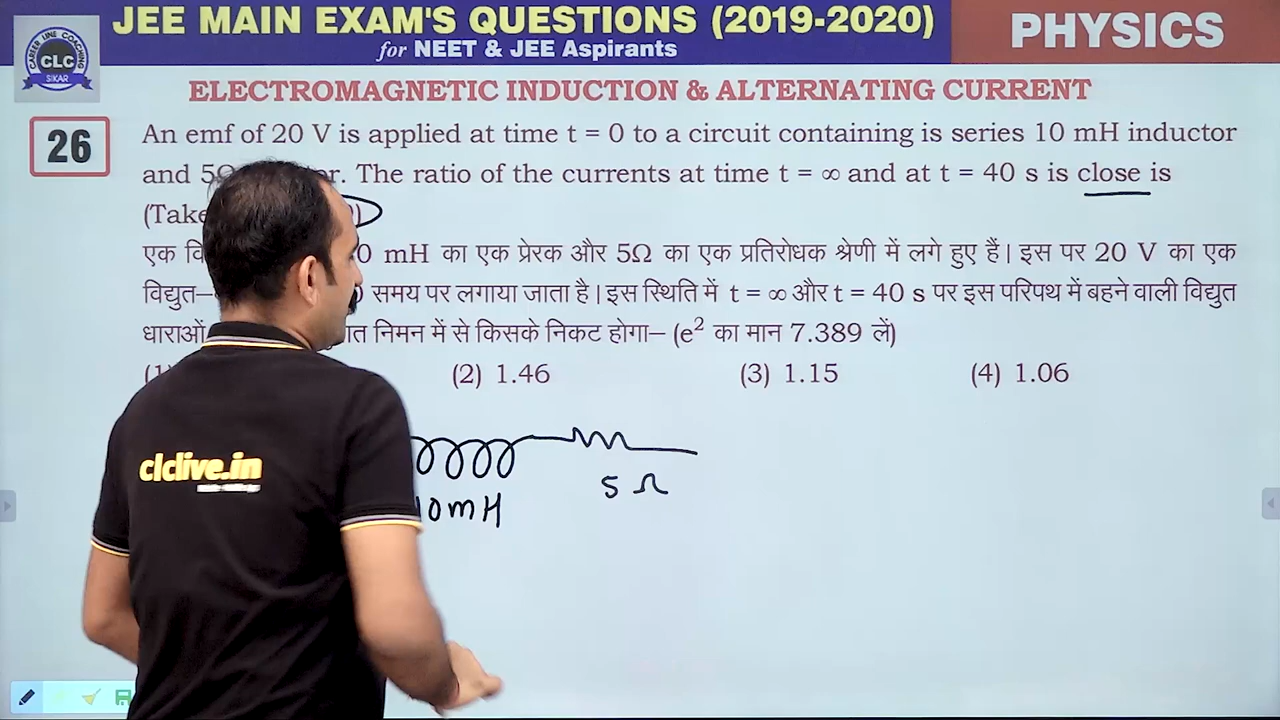 JEE MAIN EXAM'S QUESTIONS (2019-2020)
for NEET & JEE Aspirants
PHYSICS
CAREER LINE COACHING
CLC
SIKAR
ELECTROMAGNETIC INDUCTION & ALTERNATING CURRENT
26
An emf of 20 V is applied at time t = 0 to a circuit containing is series 10 mH inductor
and 5Ω r. The ratio of the currents at time t = ∞ and at t = 40 s is close is
(Take )
एक वि 0 mH का एक प्रेरक और 5Ω का एक प्रतिरोधक श्रेणी में लगे हुए हैं। इस पर 20 V का एक
विद्युत– समय पर लगाया जाता है। इस स्थिति में t = ∞ और t = 40 s पर इस परिपथ में बहने वाली विद्युत
धाराओं त निमन में से किसके निकट होगा– (e² का मान 7.389 लें)
(1) (2) 1.46 (3) 1.15 (4) 1.06
10mH
5 Ω
clclive.in